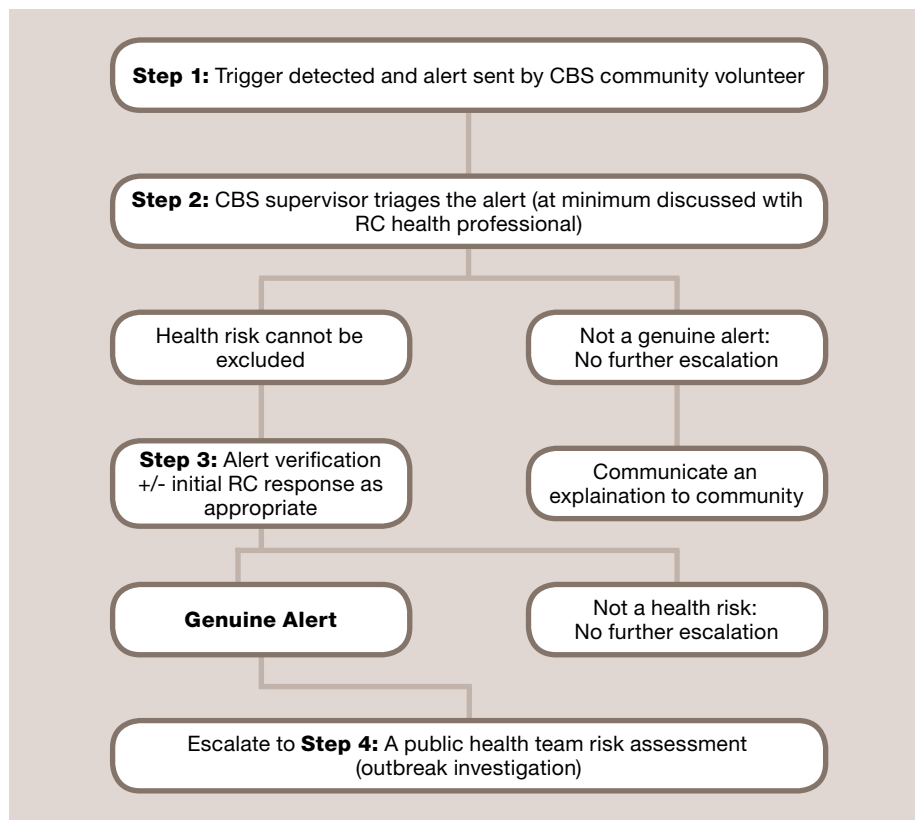 Step 1: Trigger detected and alert sent by CBS community volunteer
Step 2: CBS supervisor triages the alert (at minimum discussed wtih
RC health professional)
Health risk cannot be
excluded
Not a genuine alert:
No further escalation
Step 3: Alert verification
+/- initial RC response as
appropriate
Communicate an
explaination to community
Genuine Alert
Not a health risk:
No further escalation
Escalate to Step 4: A public health team risk assessment
(outbreak investigation)